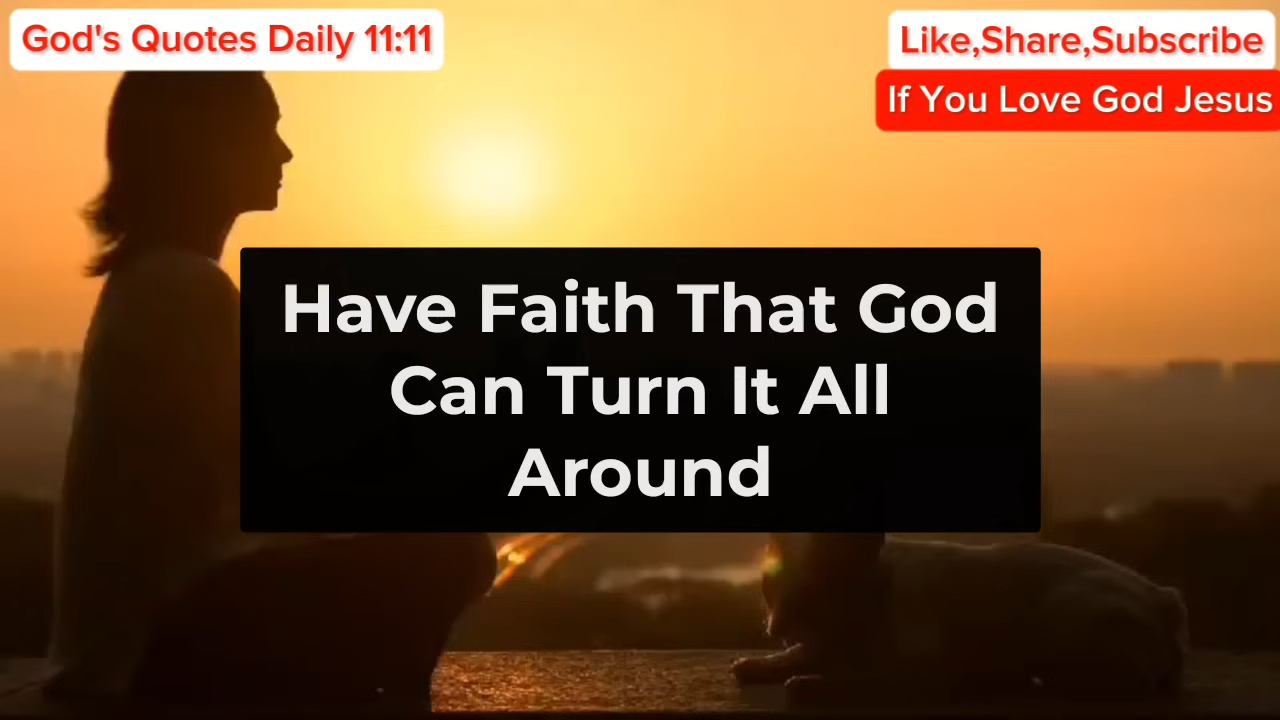 God's Quotes Daily 11:11
Like,Share,Subscribe
If You Love God Jesus
Have Faith That God
Can Turn It All
Around